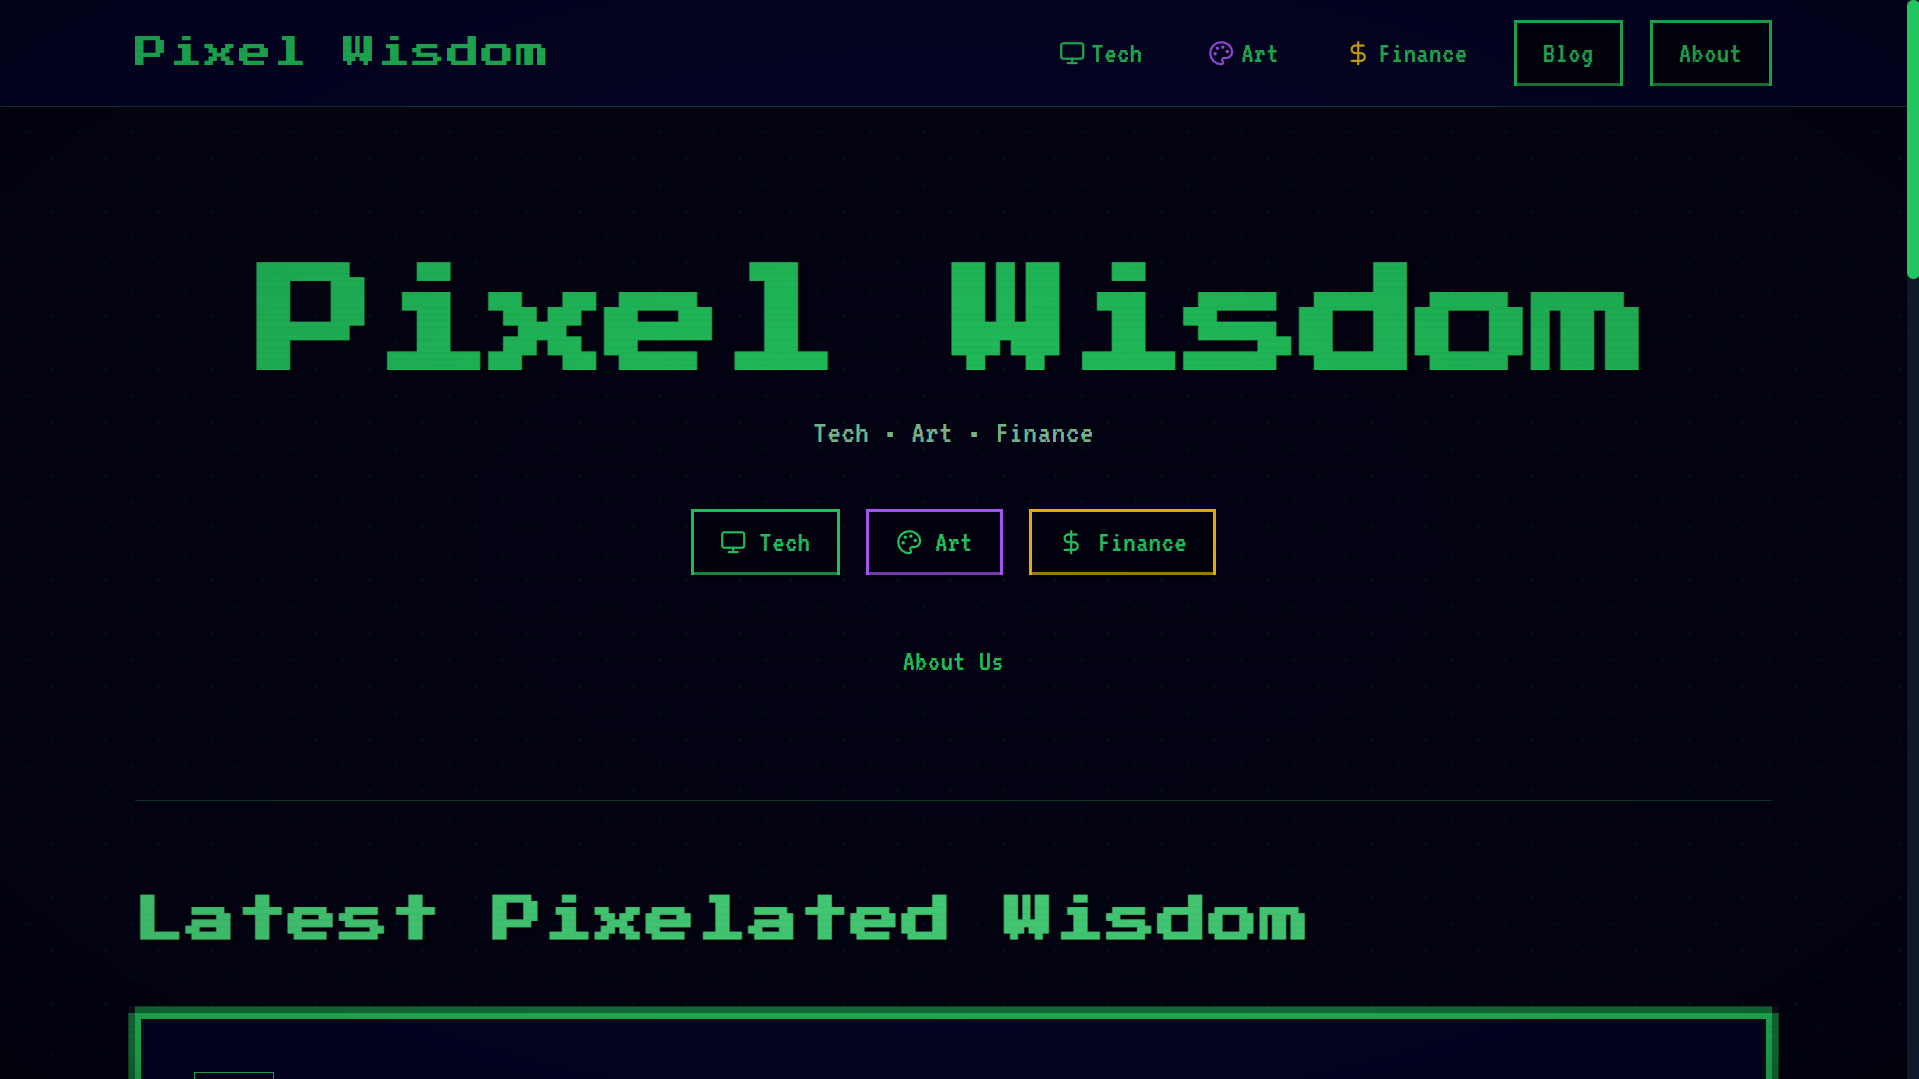 Pixel Wisdom
Tech
Art
Finance
Blog
About
Pixel Wisdom
Tech ▪ Art ▪ Finance
Tech
Art
Finance
About Us
Latest Pixelated Wisdom